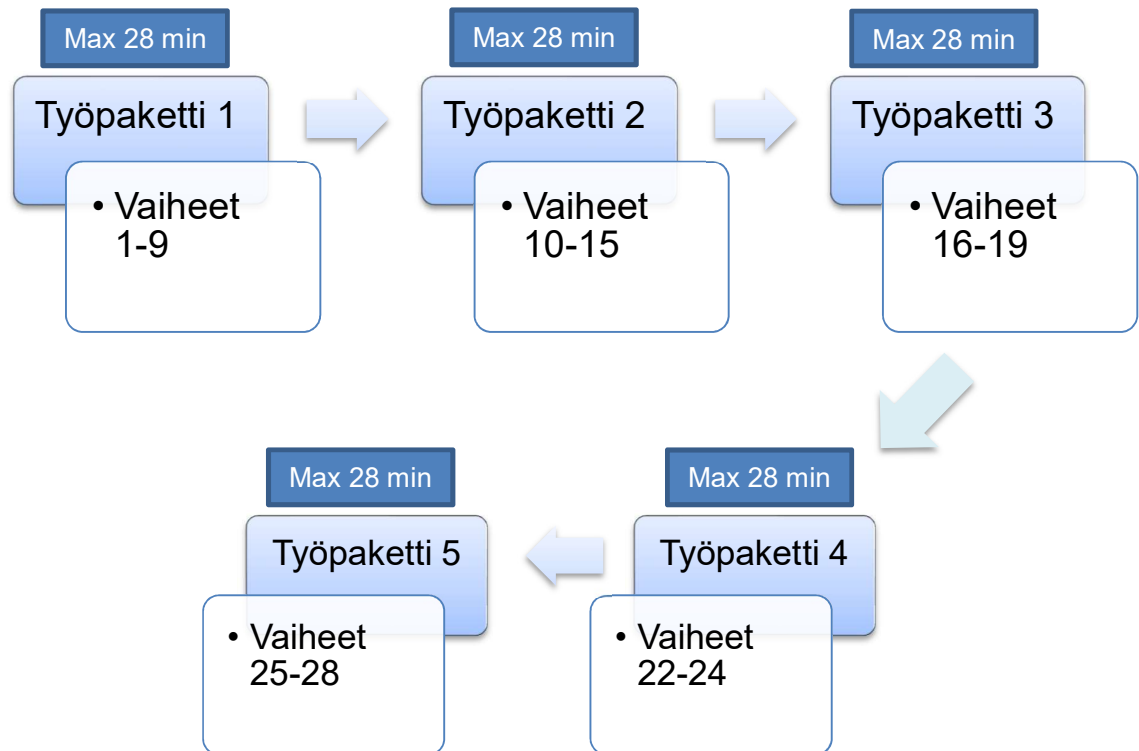 Max 28 min
Työpaketti 1
• Vaiheet
1-9
Max 28 min
Työpaketti 2
• Vaiheet
10-15
Max 28 min
Työpaketti 3
• Vaiheet
16-19
Max 28 min
Työpaketti 4
• Vaiheet
22-24
Max 28 min
Työpaketti 5
• Vaiheet
25-28